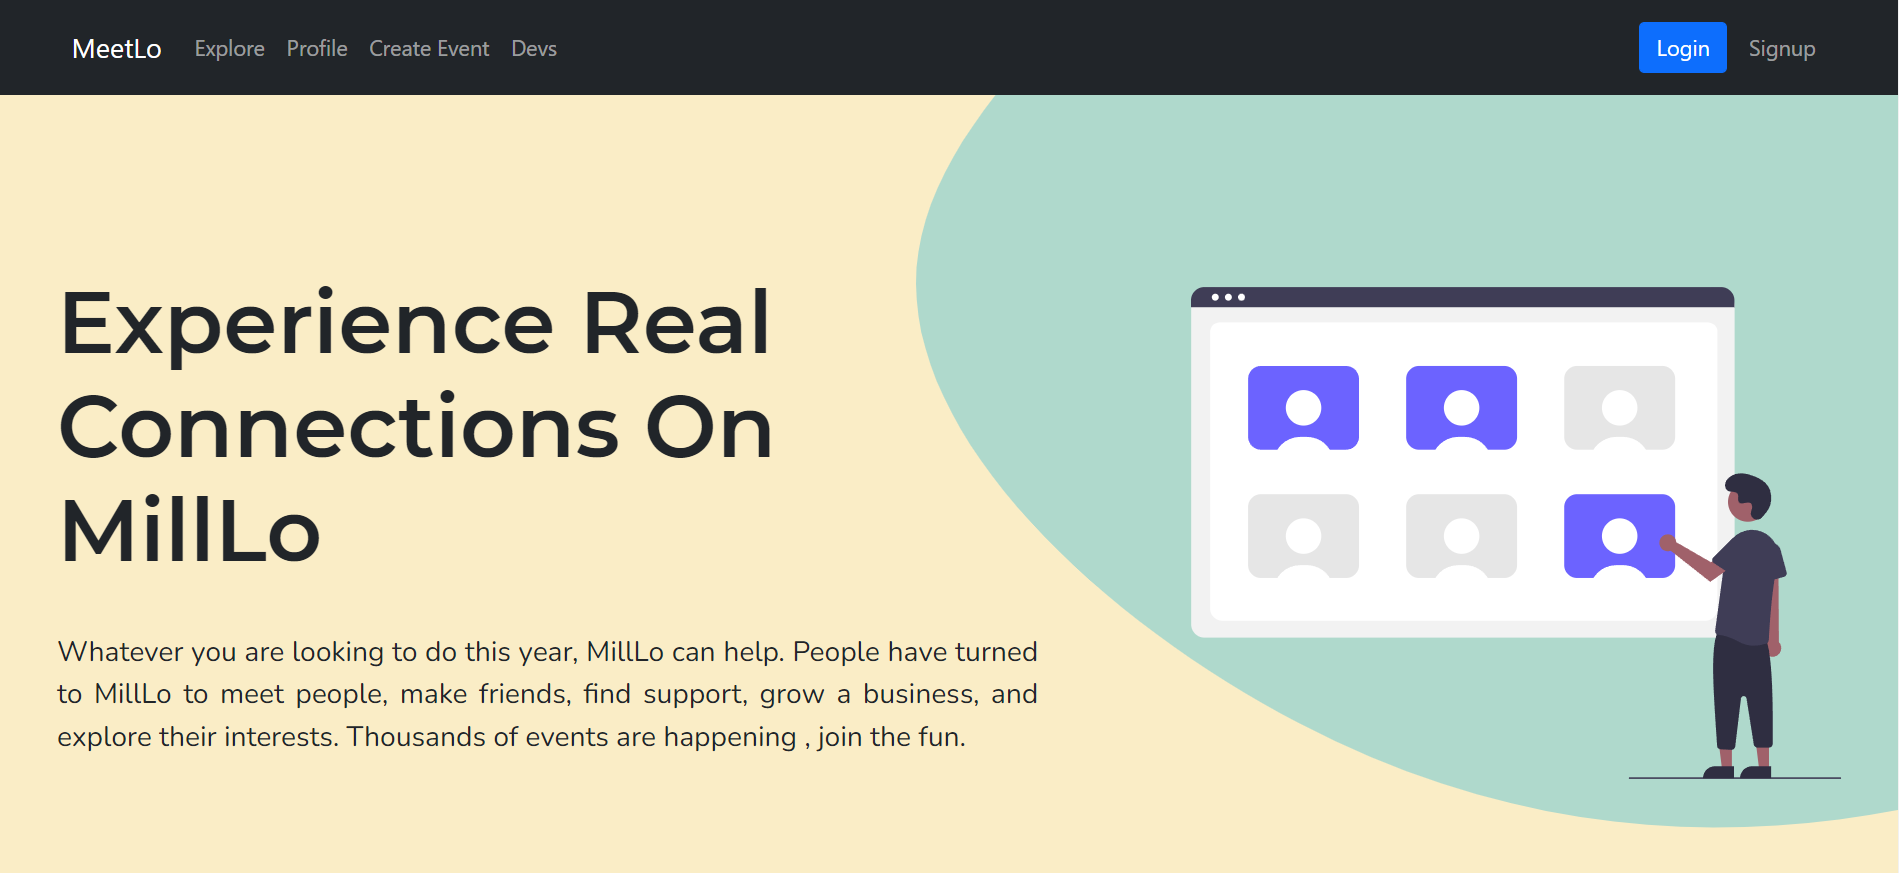 MeetLo Explore Profile Create Event Devs Login Signup
Experience Real
Connections On
MillLo
Whatever you are looking to do this year, MillLo can help. People have turned
to MillLo to meet people, make friends, find support, grow a business, and
explore their interests. Thousands of events are happening , join the fun.